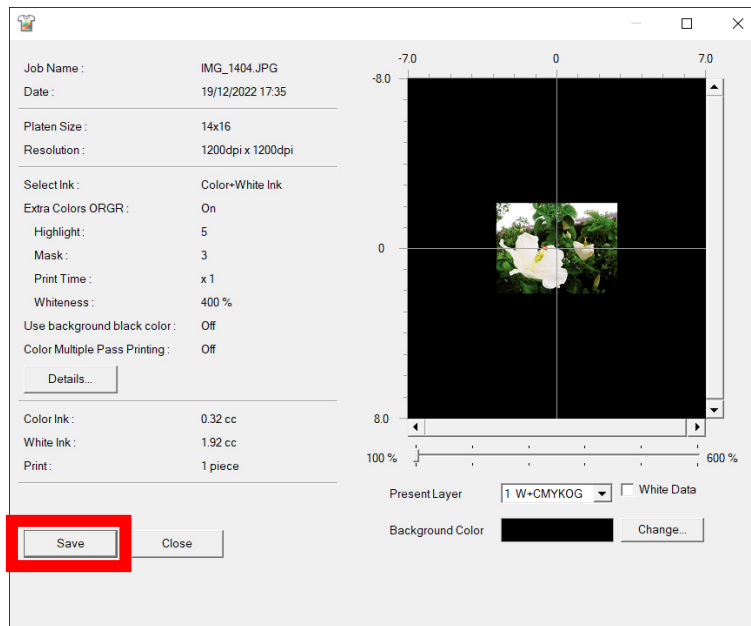 Job Name : IMG_1404.JPG
Date : 19/12/2022 17:35
Platen Size : 14x16
Resolution : 1200dpi x 1200dpi
Select Ink : Color+White Ink
Extra Colors ORGR : On
Highlight : 5
Mask : 3
Print Time : x 1
Whiteness : 400 %
Use background black color : Off
Color Multiple Pass Printing : Off
Details...
Color Ink : 0.32 cc
White Ink : 1.92 cc
Print : 1 piece
Save Close
-7.0 0 7.0
-8.0
0
8.0
100 % 600 %
Present Layer 1 W+CMYKOG White Data
Background Color Change...